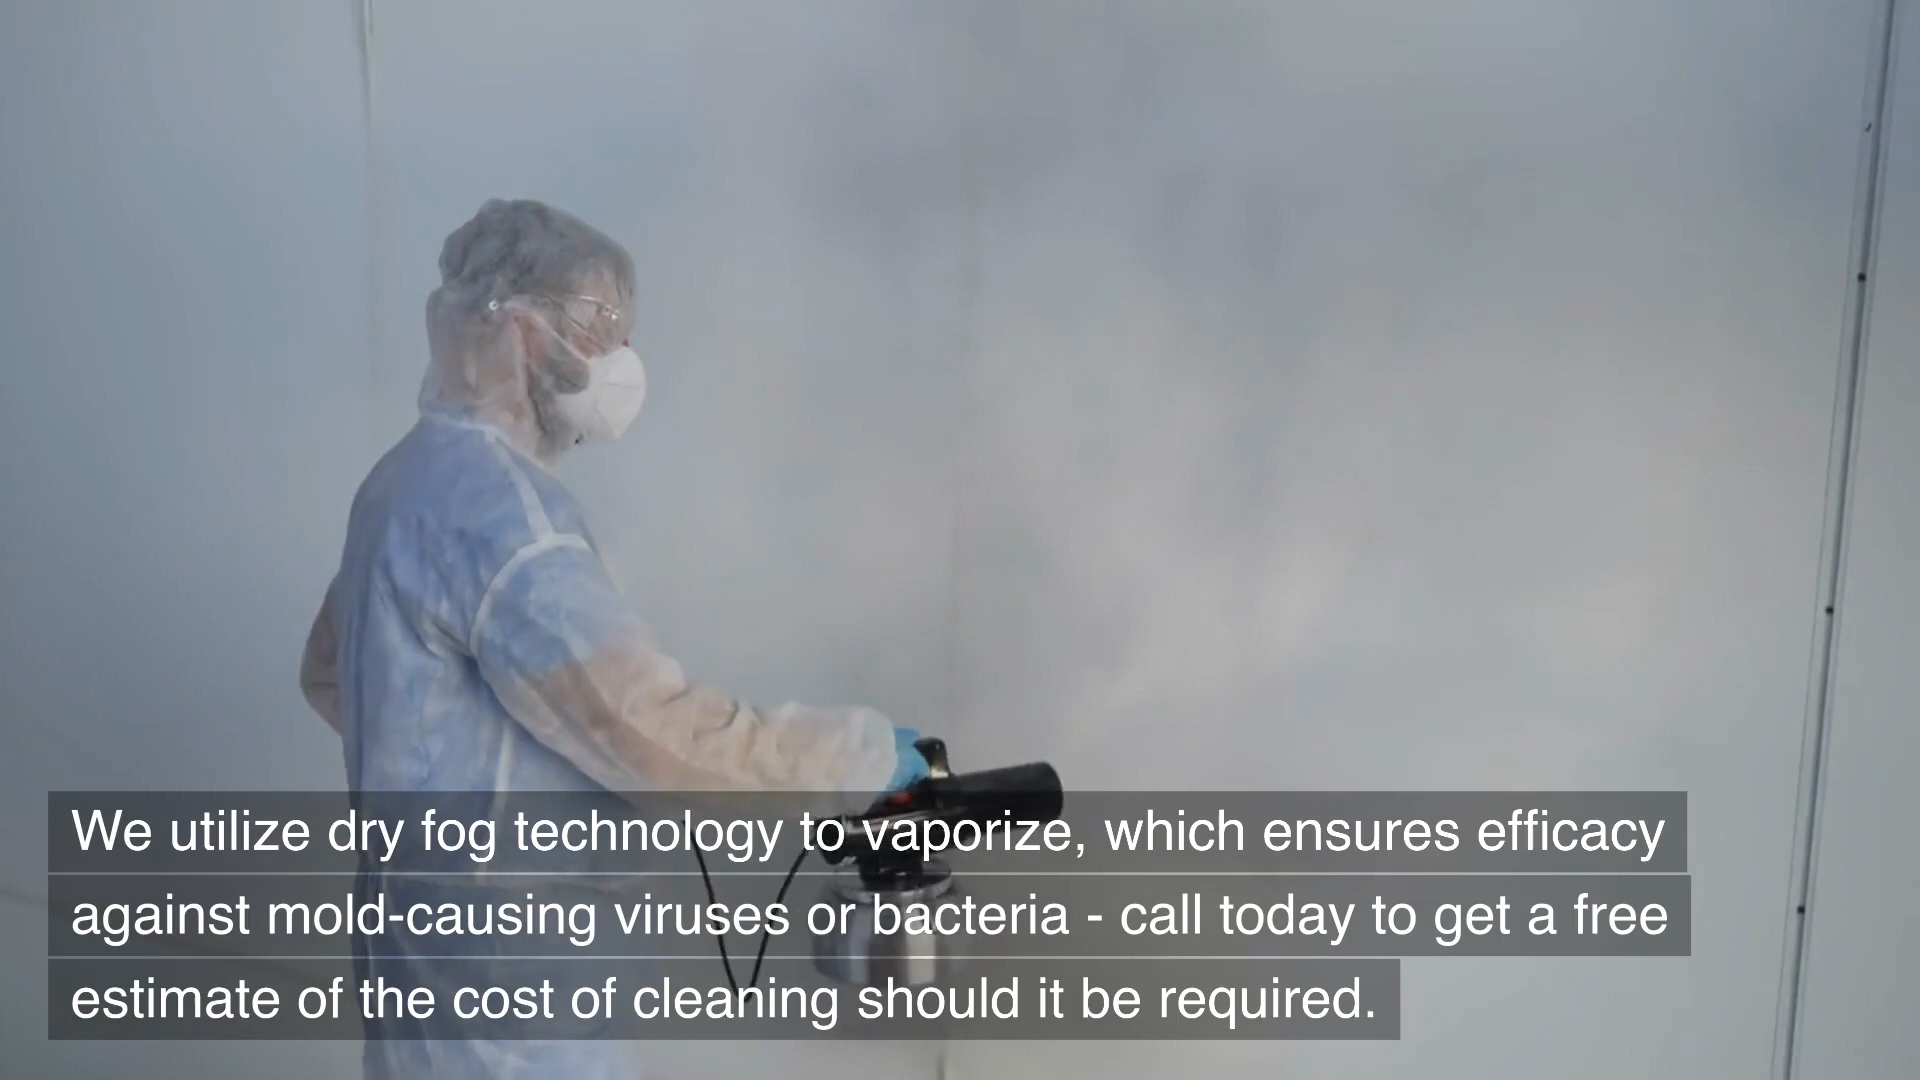 We utilize dry fog technology to vaporize, which ensures efficacy
against mold-causing viruses or bacteria - call today to get a free
estimate of the cost of cleaning should it be required.